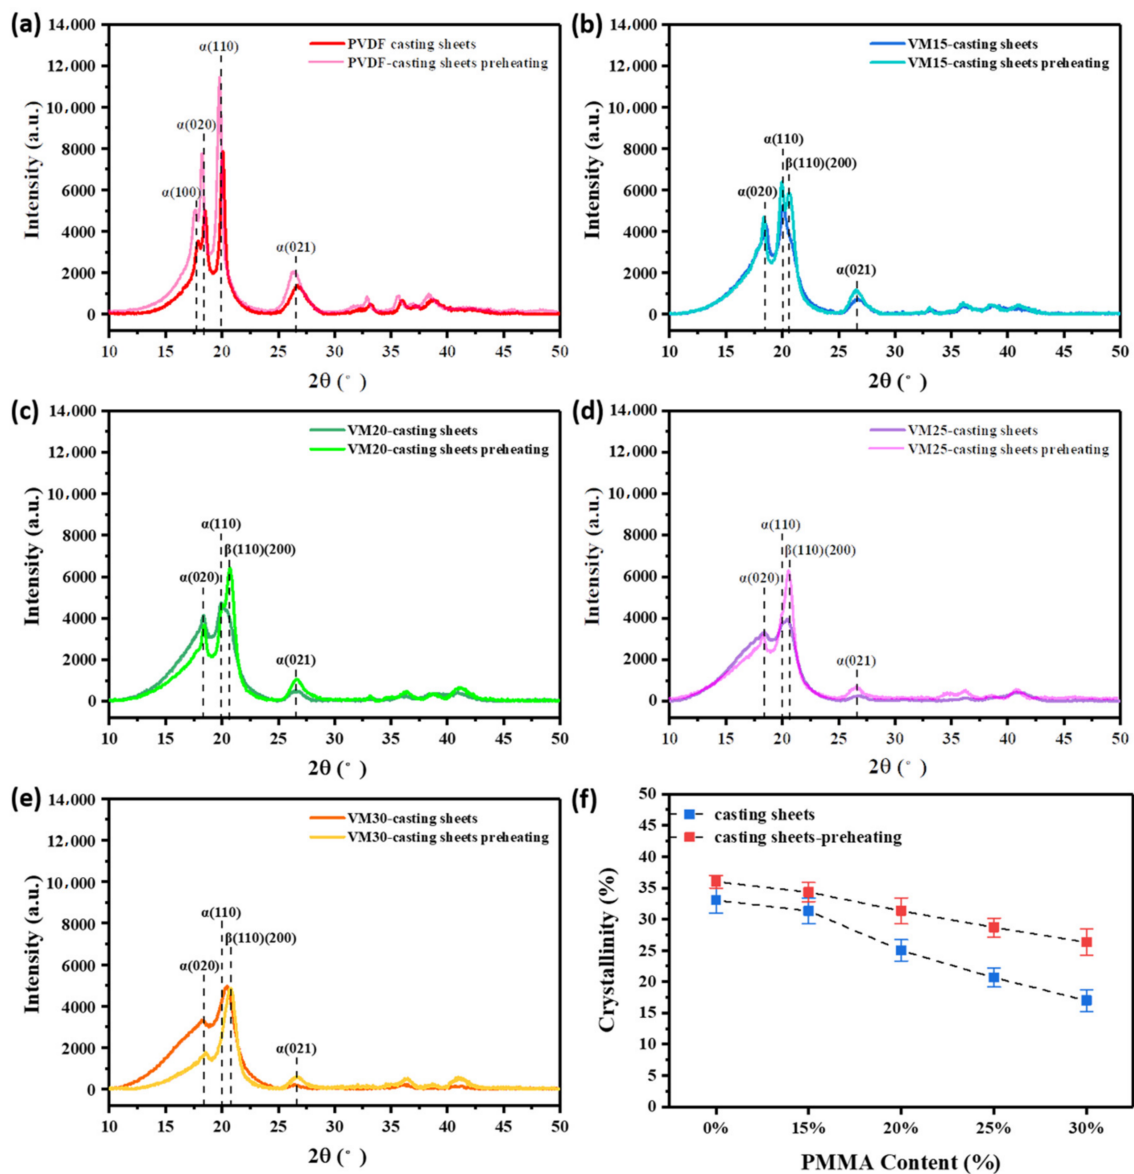 (a)
14.000
12.000
10.000
8000
6000
4000
2000
0
Intensity (a.u.)
PVDF casting sheets
PVDF-casting sheets preheating
α(110)
α(020)
α(100)
α(021)
10 15 20 25 30 35 40 45 50
2θ (°)
(b)
14.000
12.000
10.000
8000
6000
4000
2000
0
Intensity (a.u.)
VM15-casting sheets
VM15-casting sheets preheating
α(110)
β(110)(200)
α(020)
α(021)
10 15 20 25 30 35 40 45 50
2θ (°)
(c)
14.000
12.000
10.000
8000
6000
4000
2000
0
Intensity (a.u.)
VM20-casting sheets
VM20-casting sheets preheating
α(110)
β(110)(200)
α(020)
α(021)
10 15 20 25 30 35 40 45 50
2θ (°)
(d)
14.000
12.000
10.000
8000
6000
4000
2000
0
Intensity (a.u.)
VM25-casting sheets
VM25-casting sheets preheating
α(110)
β(110)(200)
α(020)
α(021)
10 15 20 25 30 35 40 45 50
2θ (°)
(e)
14.000
12.000
10.000
8000
6000
4000
2000
0
Intensity (a.u.)
VM30-casting sheets
VM30-casting sheets preheating
α(110)
β(110)(200)
α(020)
α(021)
10 15 20 25 30 35 40 45 50
2θ (°)
(f)
50
45
40
35
30
25
20
15
10
5
0
Crystallinity (%)
casting sheets
casting sheets-preheating
0% 15% 20% 25% 30%
PMMA Content (%)